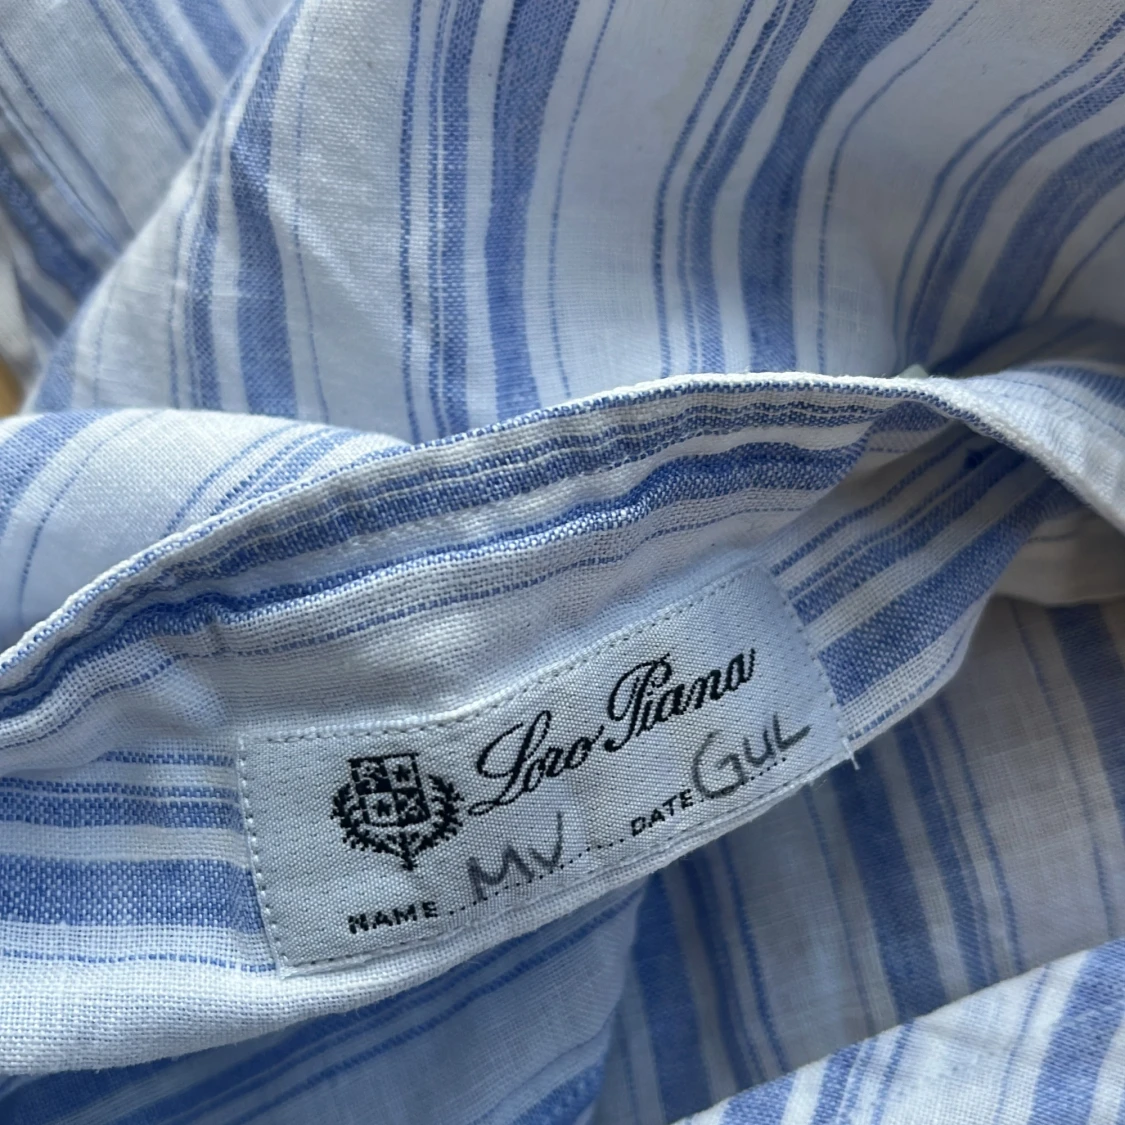 Loro Piana
NAME MV DATE GUL